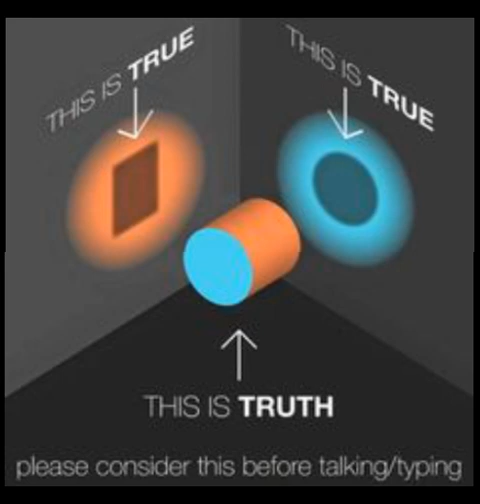 THIS IS TRUE
THIS IS TRUE
THIS IS TRUTH
please consider this before talking/typing